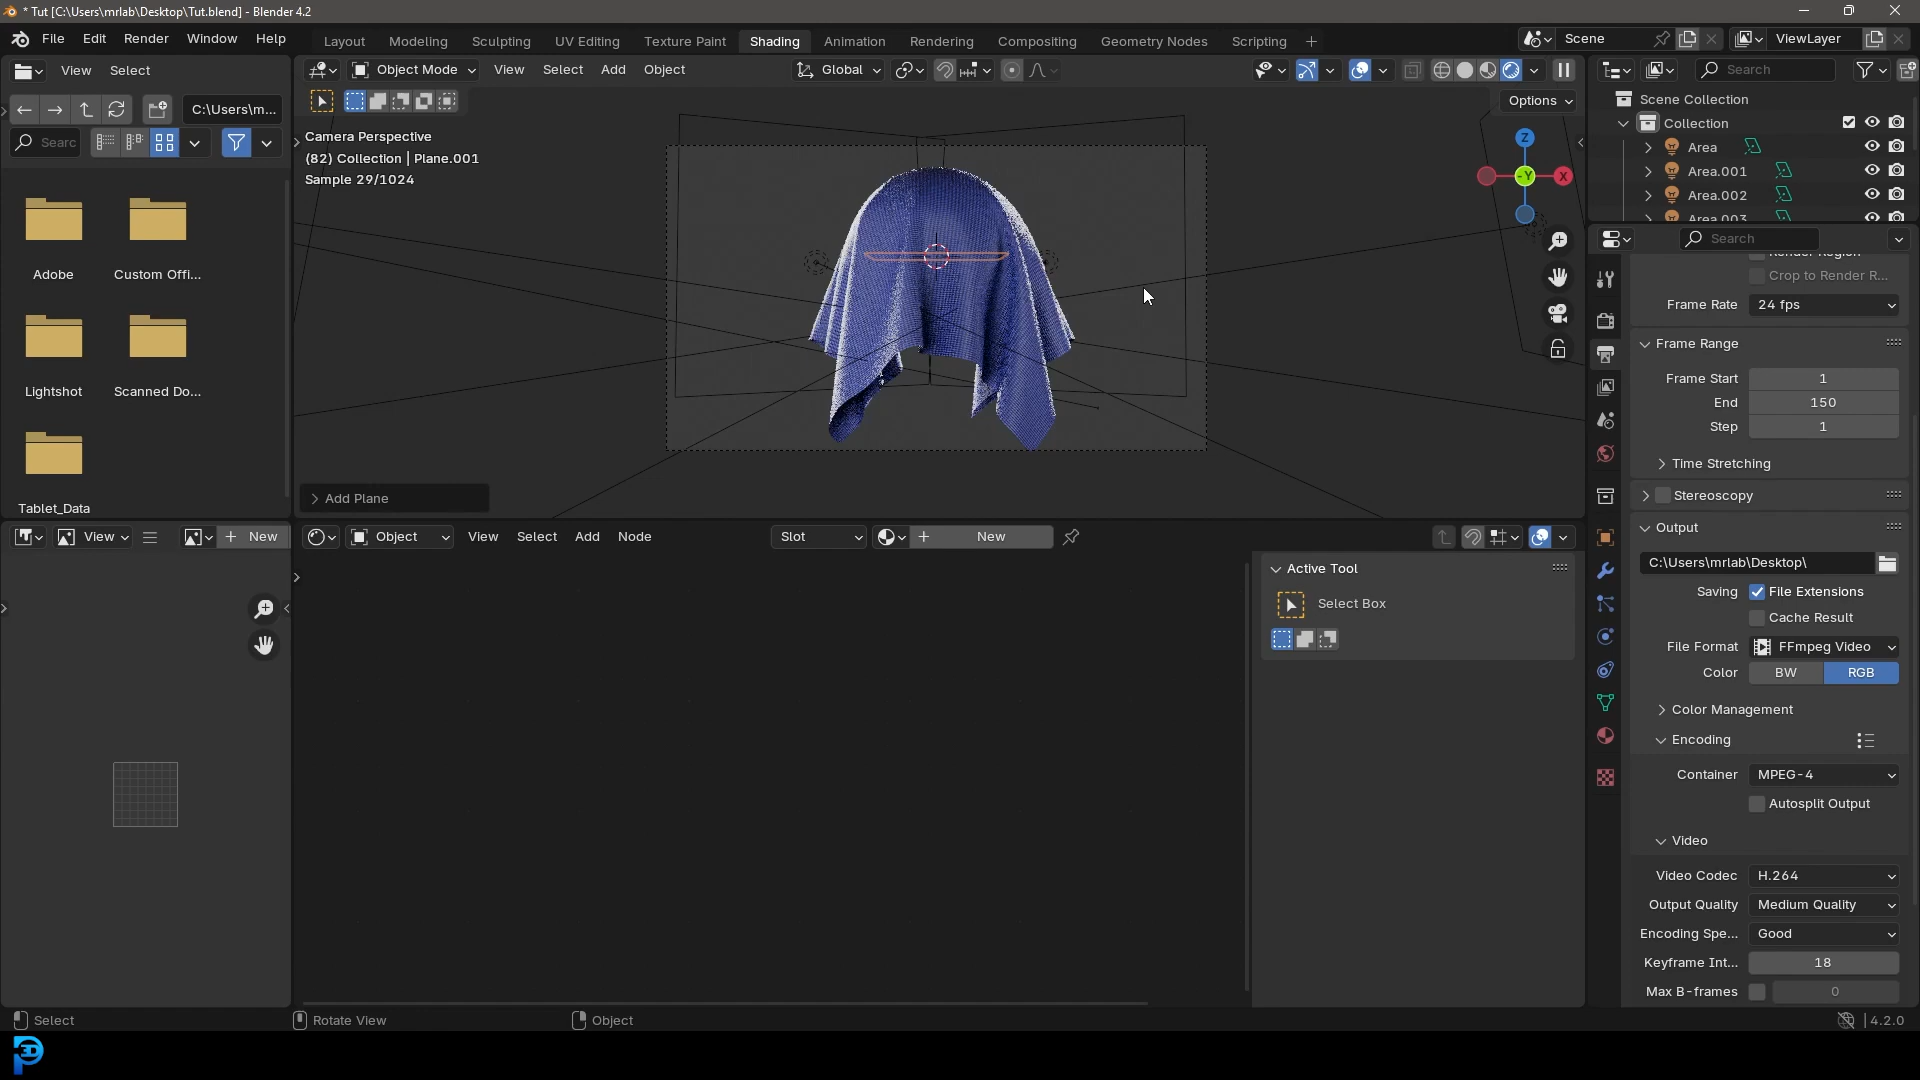 * Tut [C:\Users\mrlab\Desktop\Tut.blend] - Blender 4.2
File Edit Render Window Help
Layout Modeling Sculpting UV Editing Texture Paint Shading Animation Rendering Compositing Geometry Nodes Scripting +
Scene
ViewLayer
View Select
Object Mode View Select Add Object
Global
Search
C:\Users\m...
Options
Searc
Camera Perspective
(82) Collection | Plane.001
Sample 29/1024
Z
-Y
X
Scene Collection
Collection
Area
Area.001
Area.002
Area.003
Adobe
Custom Offi...
Lightshot
Scanned Do...
Tablet_Data
Add Plane
Search
Render Region
Crop to Render R...
Frame Rate 24 fps
Frame Range
Frame Start 1
End 150
Step 1
Time Stretching
Stereoscopy
Output
C:\Users\mrlab\Desktop\
Saving File Extensions
Cache Result
File Format FFmpeg Video
Color BW RGB
Color Management
Encoding
Container MPEG-4
Autosplit Output
Video
Video Codec H.264
Output Quality Medium Quality
Encoding Spe... Good
Keyframe Int... 18
Max B-frames 0
View
+ New
Object View Select Add Node
Slot
+ New
Active Tool
Select Box
Select
Rotate View
Object
4.2.0